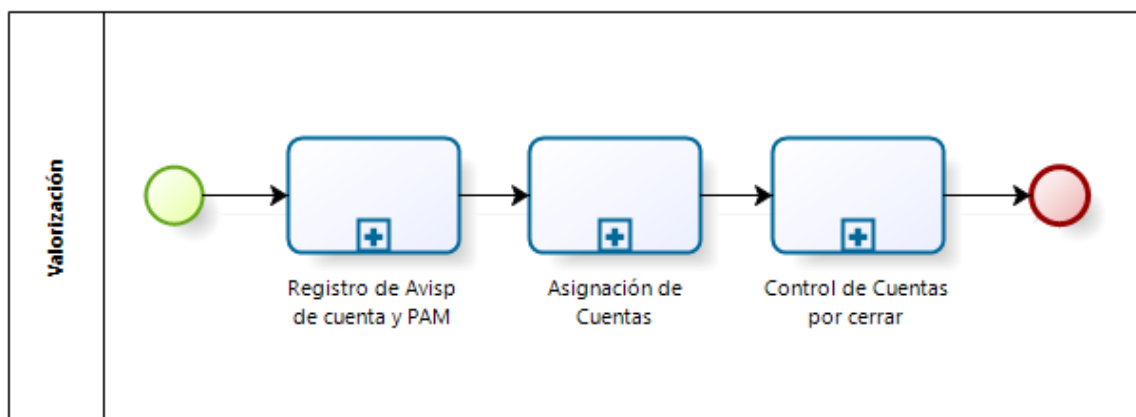 Valorización
Registro de Avisp
de cuenta y PAM
Asignación de
Cuentas
Control de Cuentas
por cerrar